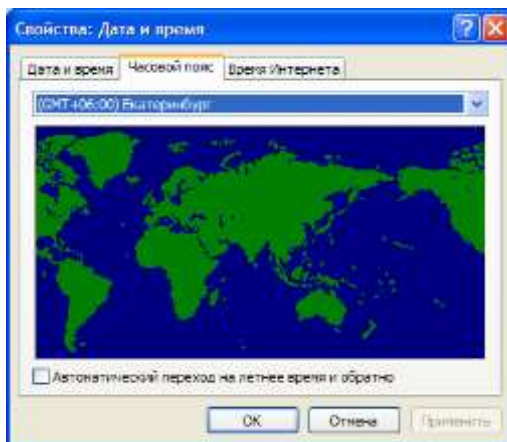 Свойства: Дата и время
Дата и время Часовой пояс Время Интернета
(GMT+06:00) Екатеринбург
Автоматический переход на летнее время и обратно
ОК Отмена Применить